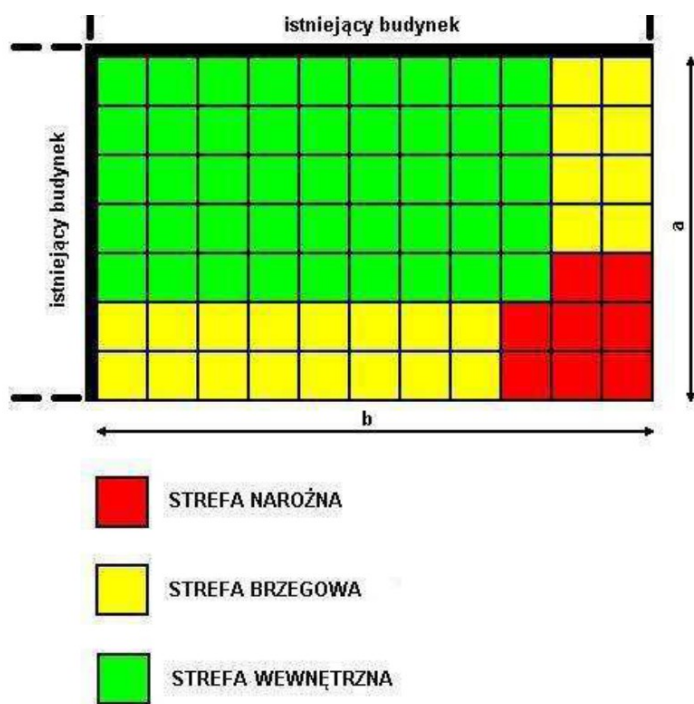 istniejący budynek
istniejący budynek
a
b
STREFA NAROŻNA
STREFA BRZEGOWA
STREFA WEWNĘTRZNA